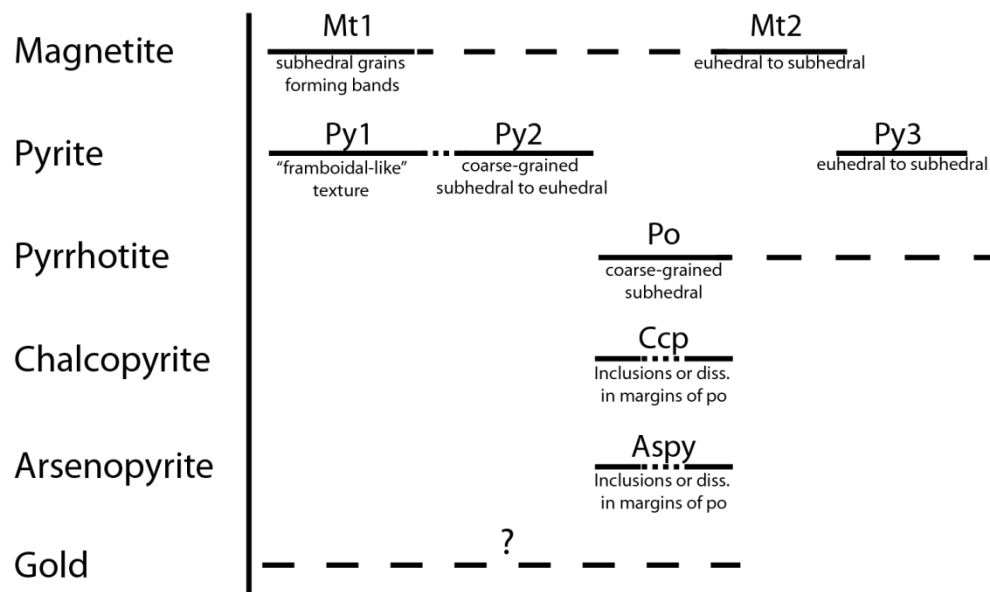 Magnetite
Mt1
subhedral grains
forming bands
Mt2
euhedral to subhedral
Pyrite
Py1
“framboidal-like”
texture
Py2
coarse-grained
subhedral to euhedral
Py3
euhedral to subhedral
Pyrrhotite
Po
coarse-grained
subhedral
Chalcopyrite
Ccp
Inclusions or diss.
in margins of po
Arsenopyrite
Aspy
Inclusions or diss.
in margins of po
Gold
?